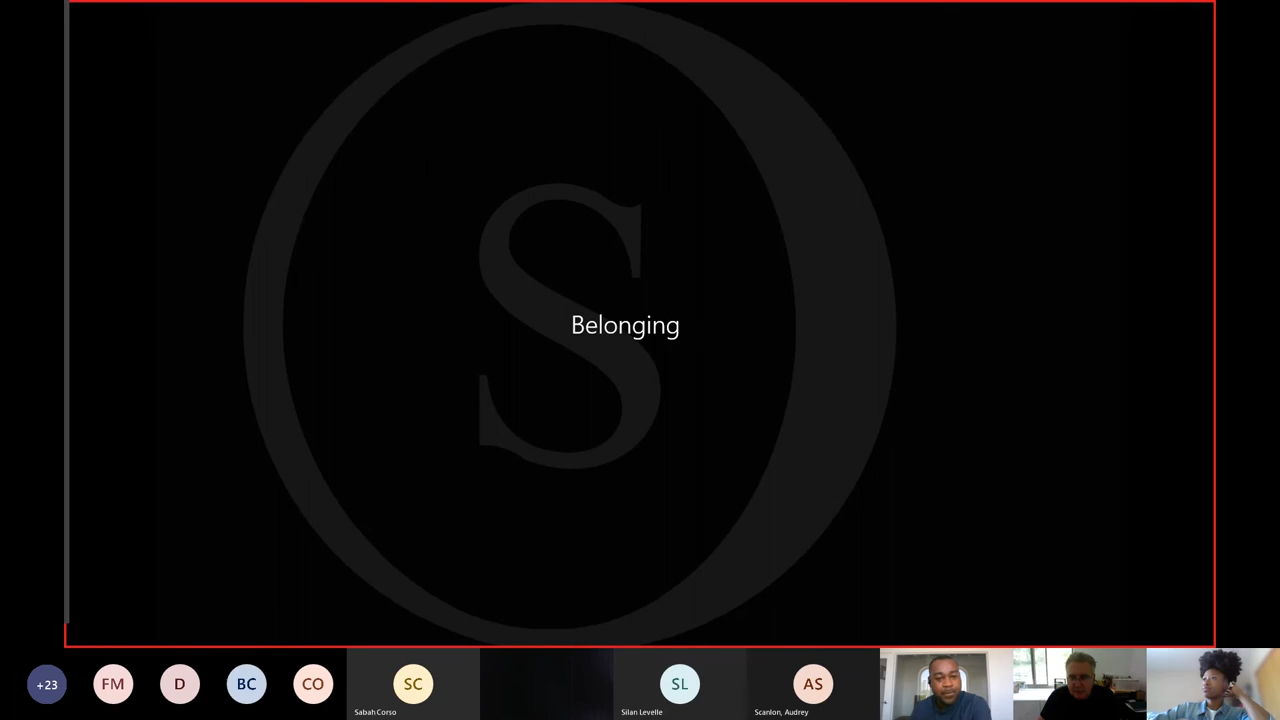 S
Belonging
+23
FM
D
BC
CO
SC
SL
AS
Sabah Corso
Silan Levelle
Scanlon, Audrey